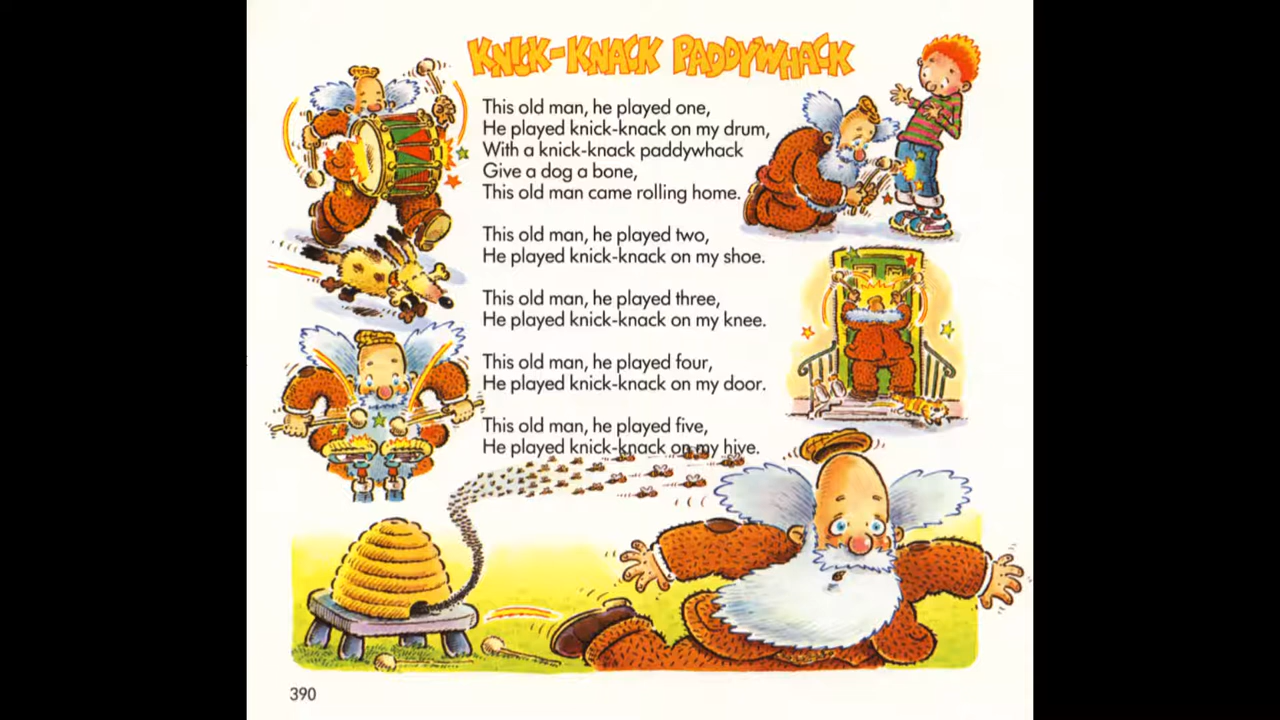 KNICK-KNACK PADDYWHACK
This old man, he played one,
He played knick-knack on my drum,
With a knick-knack paddywhack
Give a dog a bone,
This old man came rolling home.
This old man, he played two,
He played knick-knack on my shoe.
This old man, he played three,
He played knick-knack on my knee.
This old man, he played four,
He played knick-knack on my door.
This old man, he played five,
He played knick-knack on my hive.
390